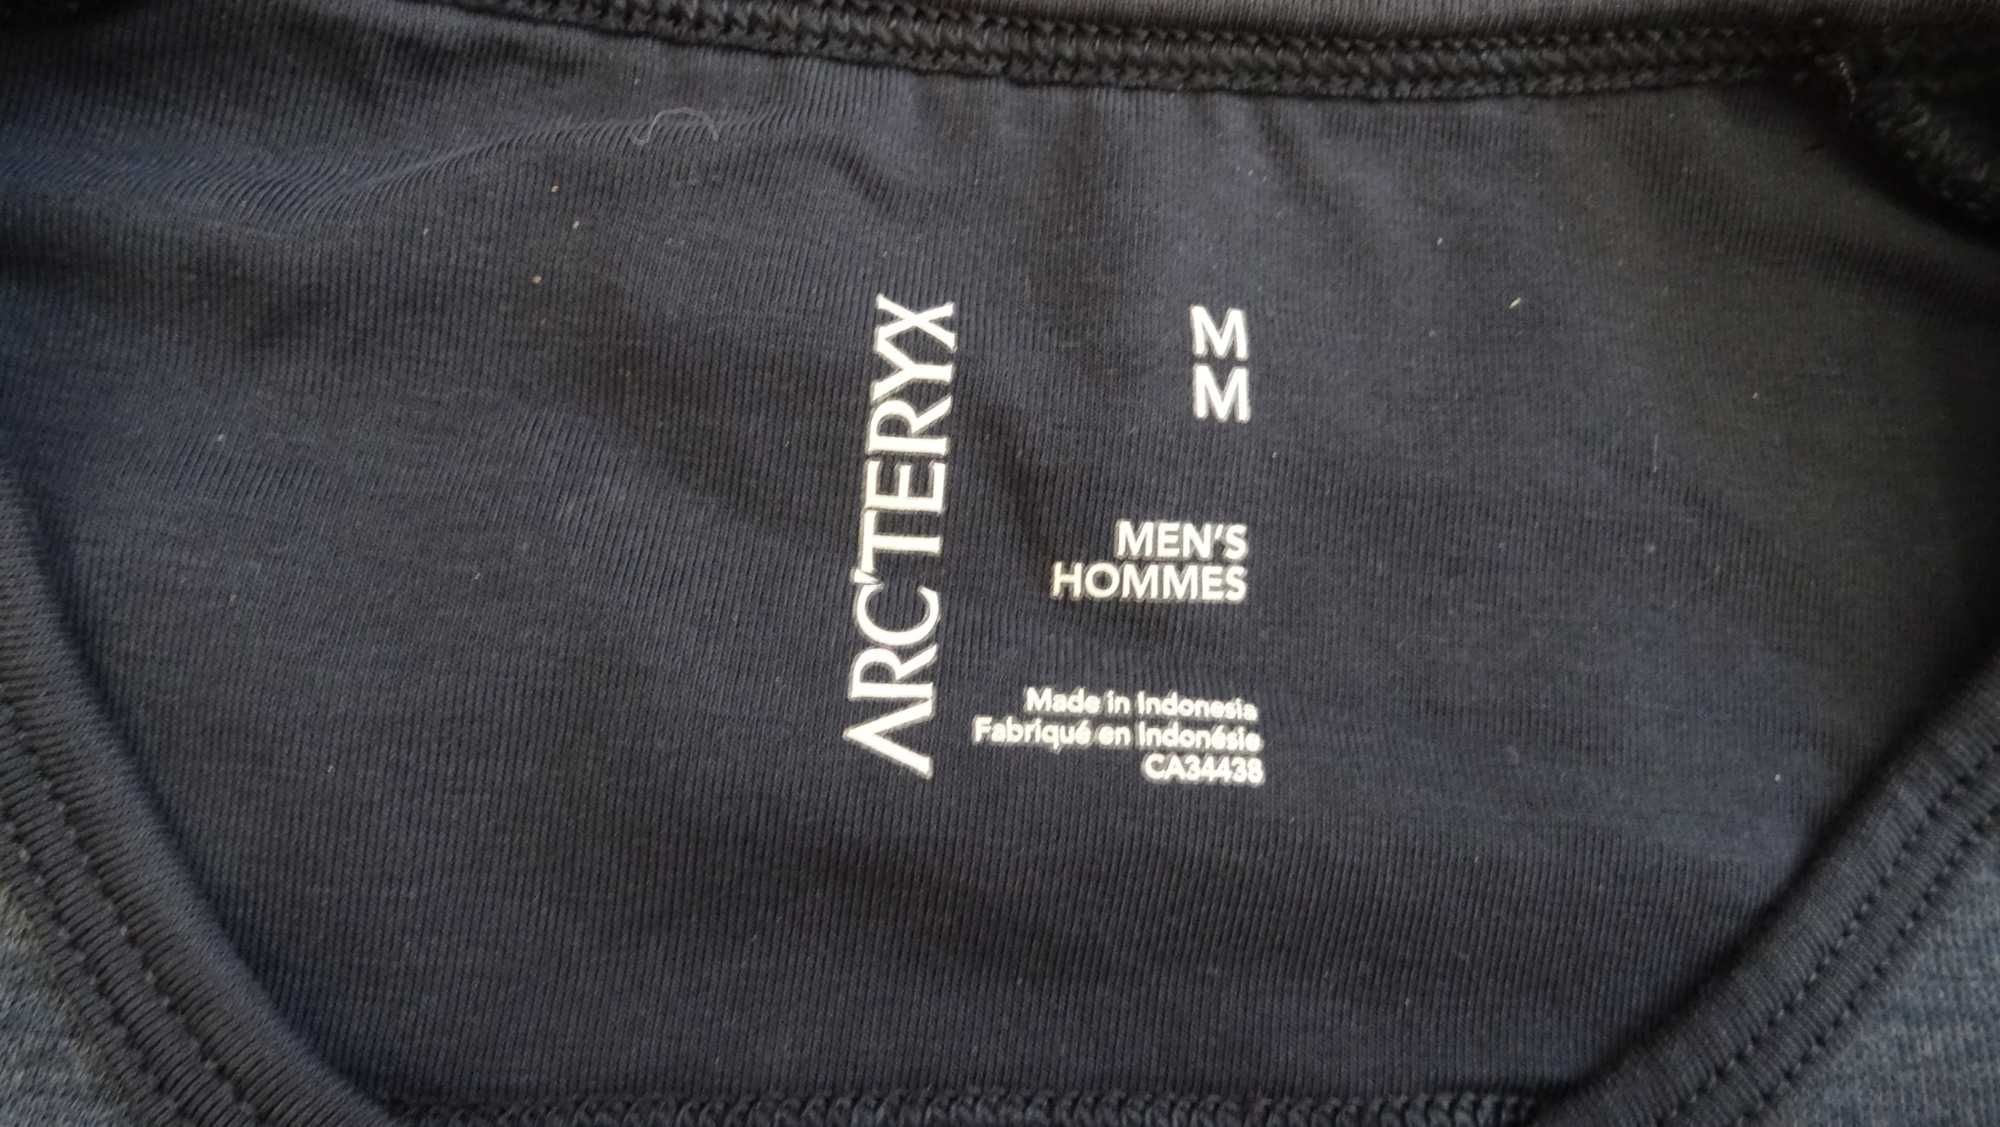 ARC'TERYX
M
M
MEN'S
HOMMES
Made in Indonesia
Fabriqué en Indonésie
CA34438